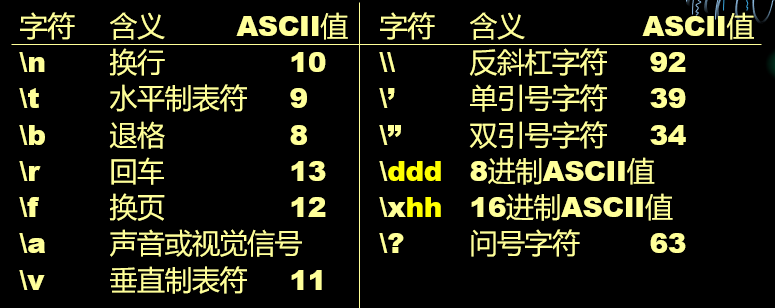 字符 含义 ASCII值
\n 换行 10
\t 水平制表符 9
\b 退格 8
\r 回车 13
\f 换页 12
\a 声音或视觉信号
\v 垂直制表符 11
字符 含义 ASCII值
\\ 反斜杠字符 92
\’ 单引号字符 39
\” 双引号字符 34
\ddd 8进制ASCII值
\xhh 16进制ASCII值
\? 问号字符 63